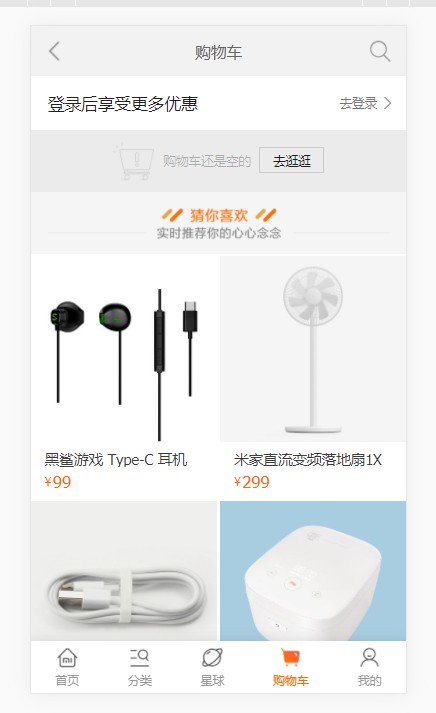 购物车
登录后享受更多优惠
去登录
购物车还是空的
去逛逛
猜你喜欢
实时推荐你的心心念念
黑鲨游戏 Type-C 耳机
¥99
米家直流变频落地扇1X
¥299
首页
分类
星球
购物车
我的